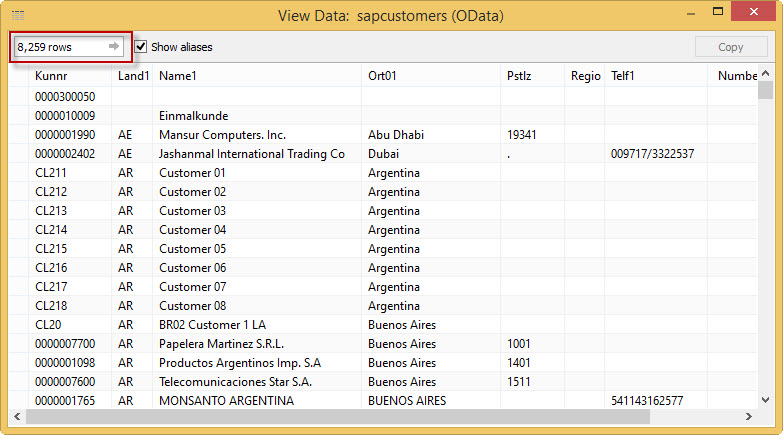 View Data: sapcustomers (OData)
8,259 rows Show aliases Copy
Kunnr Land1 Name1 Ort01 Pstlz Regio Telf1 Numbe
0000300050
0000010009 Einmalkunde
0000001990 AE Mansur Computers. Inc. Abu Dhabi 19341
0000002402 AE Jashanmal International Trading Co Dubai . 009717/3322537
CL211 AR Customer 01 Argentina
CL212 AR Customer 02 Argentina
CL213 AR Customer 03 Argentina
CL214 AR Customer 04 Argentina
CL215 AR Customer 05 Argentina
CL216 AR Customer 06 Argentina
CL217 AR Customer 07 Argentina
CL218 AR Customer 08 Argentina
CL20 AR BR02 Customer 1 LA Buenos Aires
0000007700 AR Papelera Martinez S.R.L. Buenos Aires 1001
0000001098 AR Productos Argentinos Imp. S.A Buenos Aires 1401
0000007600 AR Telecomunicaciones Star S.A. Buenos Aires 1511
0000001765 AR MONSANTO ARGENTINA BUENOS AIRES 541143162577